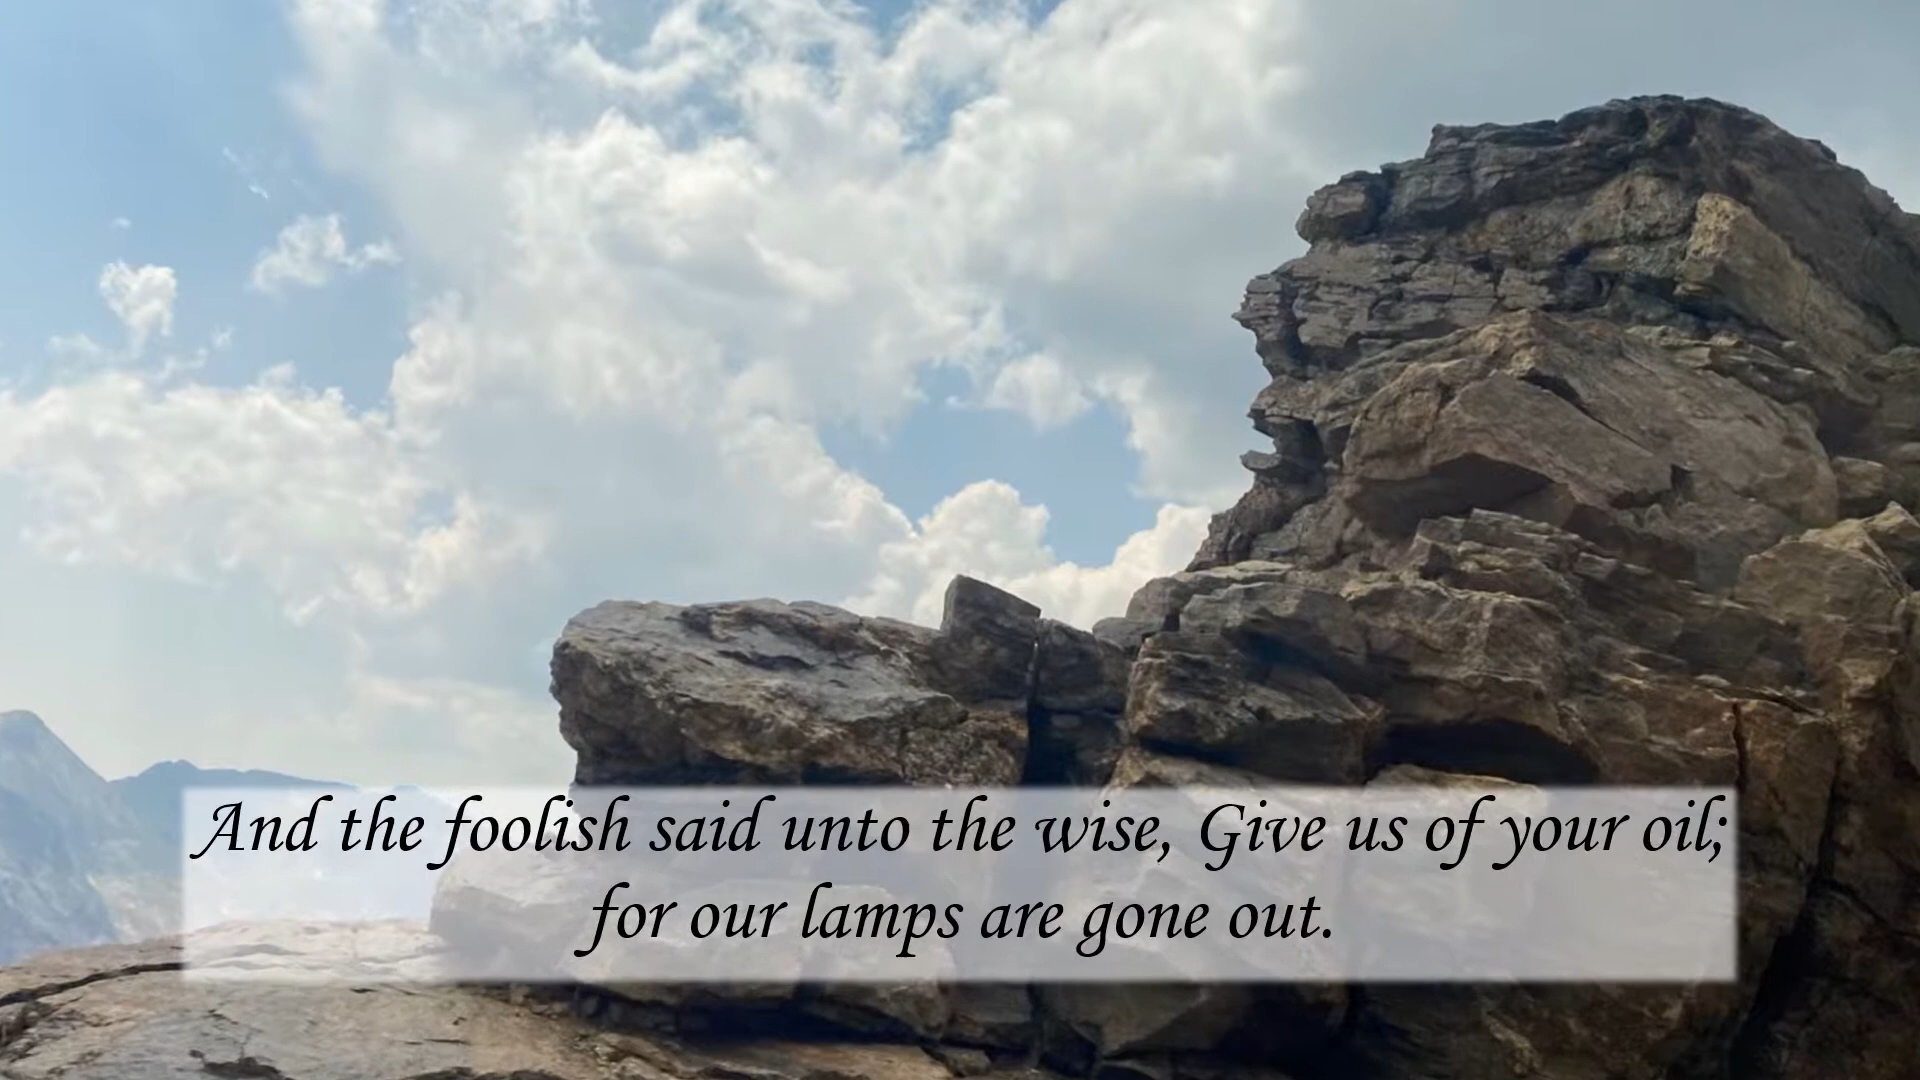 And the foolish said unto the wise, Give us of your oil;
for our lamps are gone out.